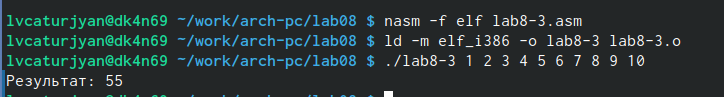 lvcaturjyan@dk4n69 ~/work/arch-pc/lab08 $ nasm -f elf lab8-3.asm
lvcaturjyan@dk4n69 ~/work/arch-pc/lab08 $ ld -m elf_i386 -o lab8-3 lab8-3.o
lvcaturjyan@dk4n69 ~/work/arch-pc/lab08 $ ./lab8-3 1 2 3 4 5 6 7 8 9 10
Результат: 55
lvcaturjyan@dk4n69 ~/work/arch-pc/lab08 $